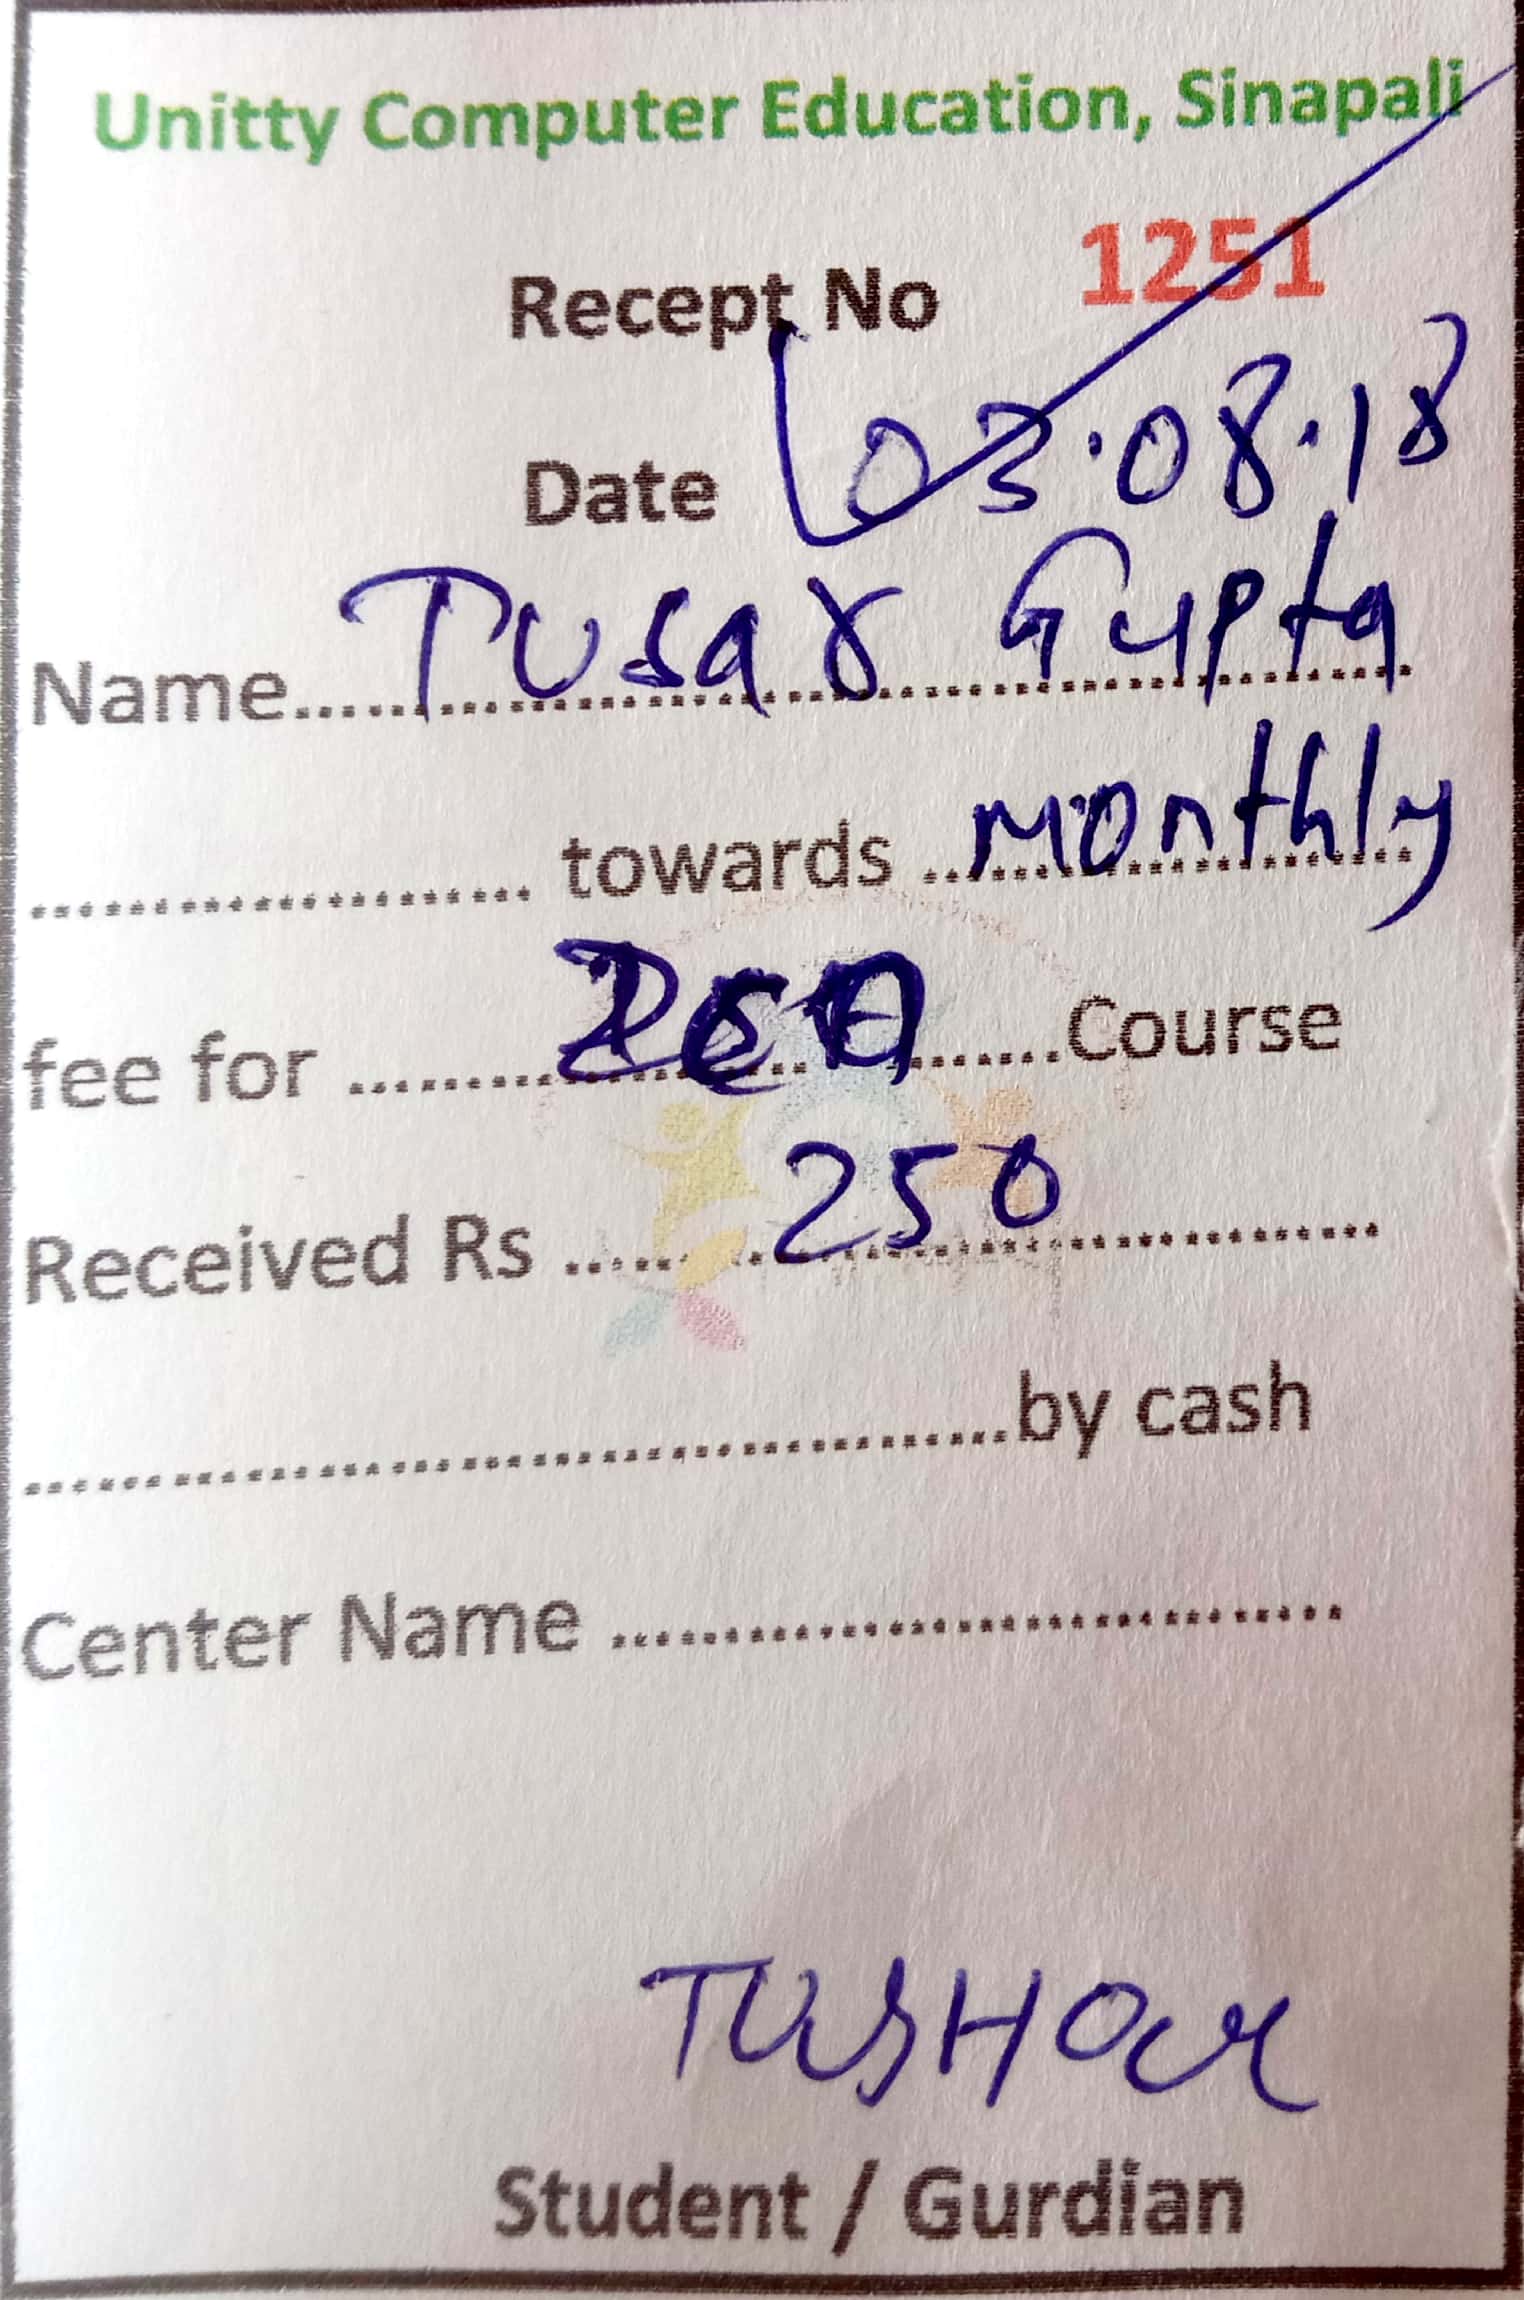 Unitty Computer Education, Sinapali
Recept No 1251
Date 03.08.18
Name.....Tusar Gupta.....
..................... towards ..Monthly
fee for ..................Course
Received Rs ......250..............
..........................................by cash
Center Name ................................
TUSHAR
Student / Gurdian